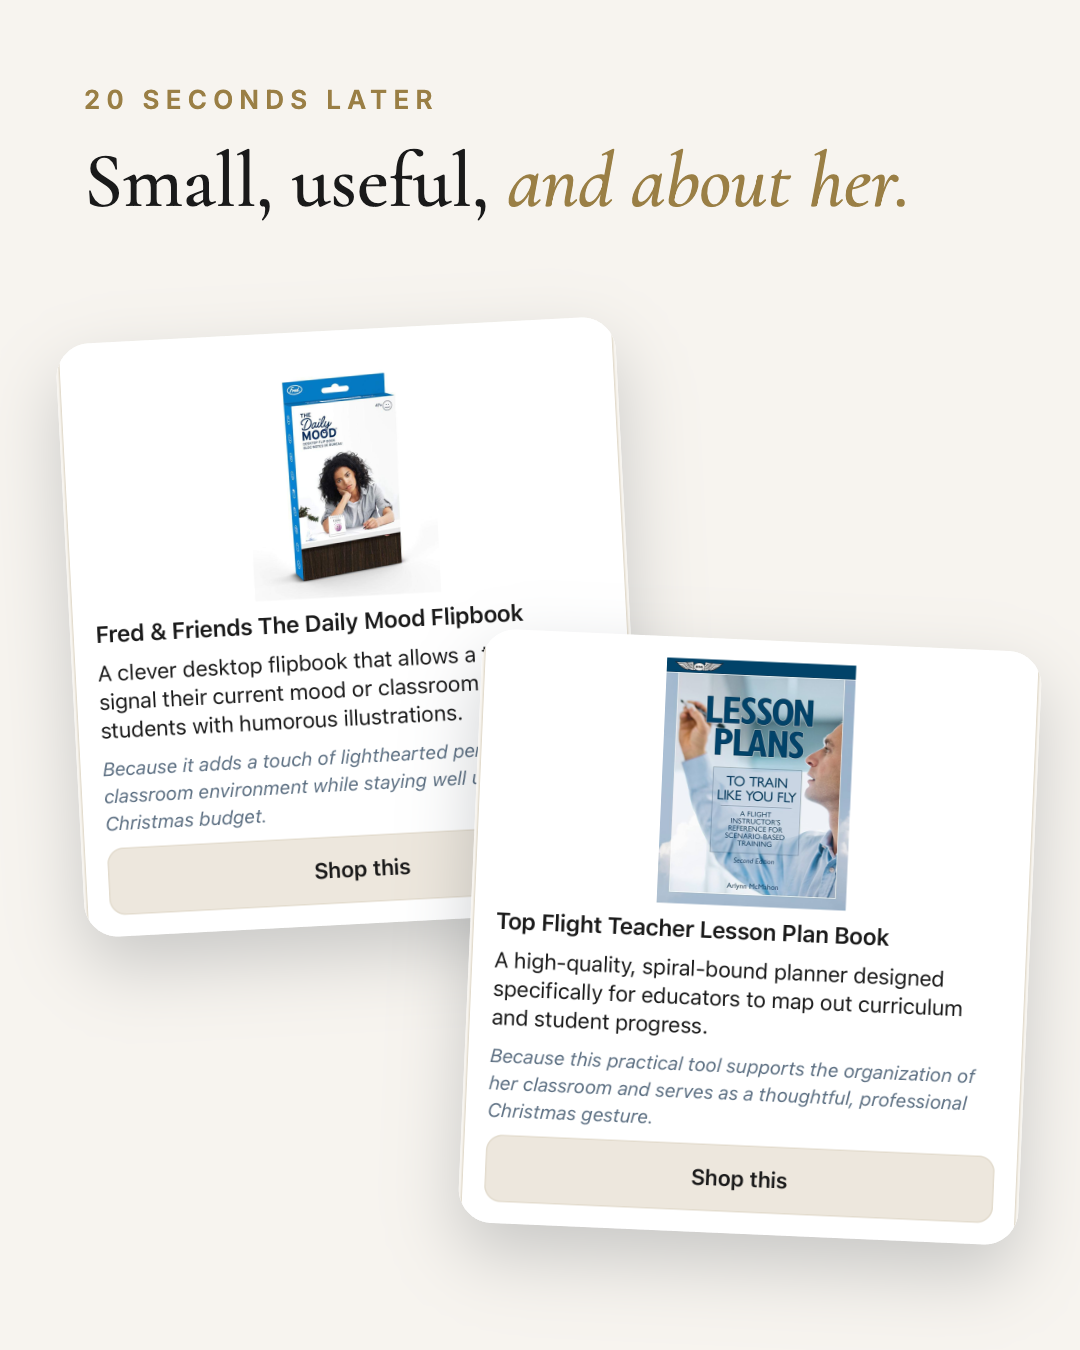 20 SECONDS LATER
Small, useful, and about her.
Fred
THE
Daily
MOOD
Fred & Friends The Daily Mood Flipbook
A clever desktop flipbook that allows a
signal their current mood or classroom
students with humorous illustrations.
Because it adds a touch of lighthearted
classroom environment while staying well
Christmas budget.
Shop this
LESSON
PLANS
TO TRAIN
LIKE YOU FLY
A FLIGHT
INSTRUCTOR'S
REFERENCE FOR
SCENARIO-BASED
TRAINING
Second Edition
Arlynn McMahon
Top Flight Teacher Lesson Plan Book
A high-quality, spiral-bound planner designed
specifically for educators to map out curriculum
and student progress.
Because this practical tool supports the organization of
her classroom and serves as a thoughtful, professional
Christmas gesture.
Shop this